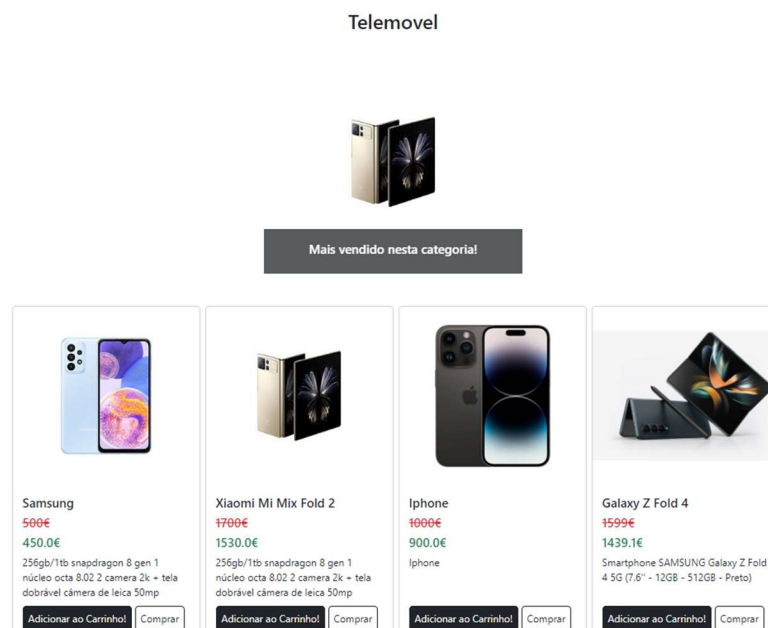 Telemovel
Mais vendido nesta categoria!
Samsung
500€
450.0€
256gb/1tb snapdragon 8 gen 1
núcleo octa 8.02 2 camera 2k + tela
dobrável câmera de leica 50mp
Adicionar ao Carrinho! Comprar
Xiaomi Mi Mix Fold 2
1700€
1530.0€
256gb/1tb snapdragon 8 gen 1
núcleo octa 8.02 2 camera 2k + tela
dobrável câmera de leica 50mp
Adicionar ao Carrinho! Comprar
Iphone
1000€
900.0€
Iphone
Adicionar ao Carrinho! Comprar
Galaxy Z Fold 4
1599€
1439.1€
Smartphone SAMSUNG Galaxy Z Fold
4 5G (7.6'' - 12GB - 512GB - Preto)
Adicionar ao Carrinho! Comprar